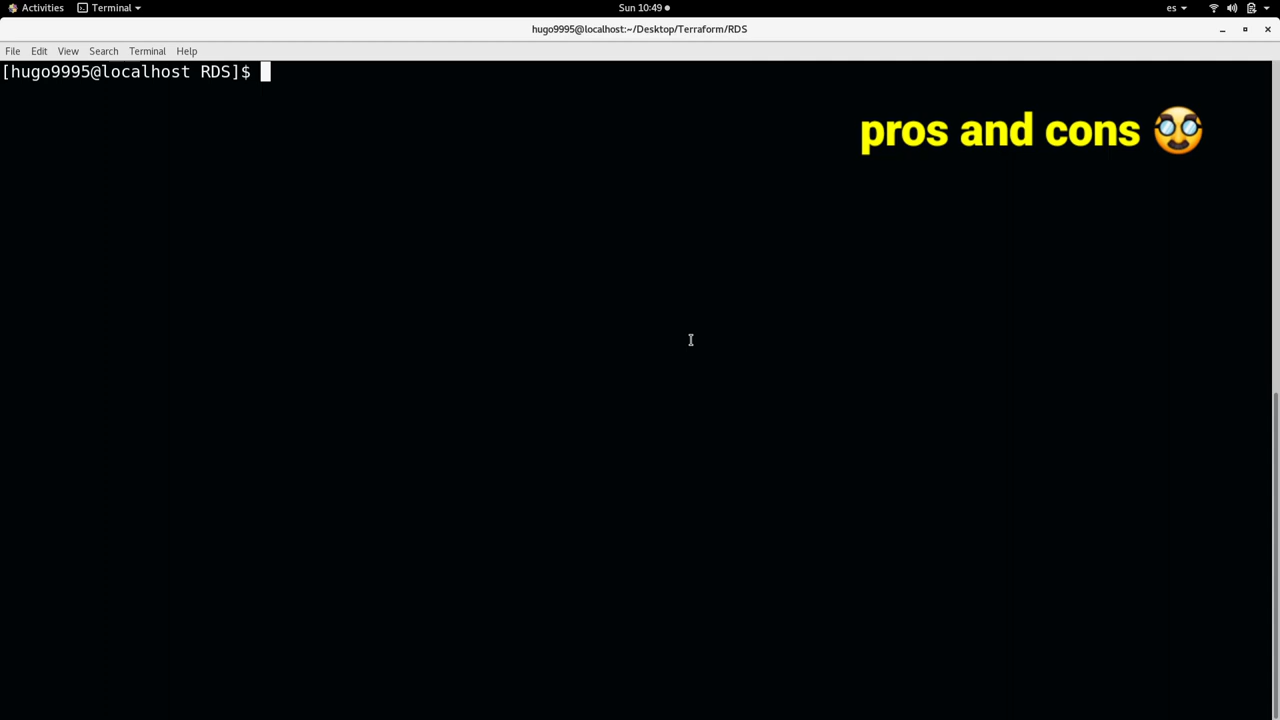 Activities Terminal Sun 10:49 es
hugo9995@localhost:~/Desktop/Terraform/RDS
File Edit View Search Terminal Help
[hugo9995@localhost RDS]$
pros and cons 🥸